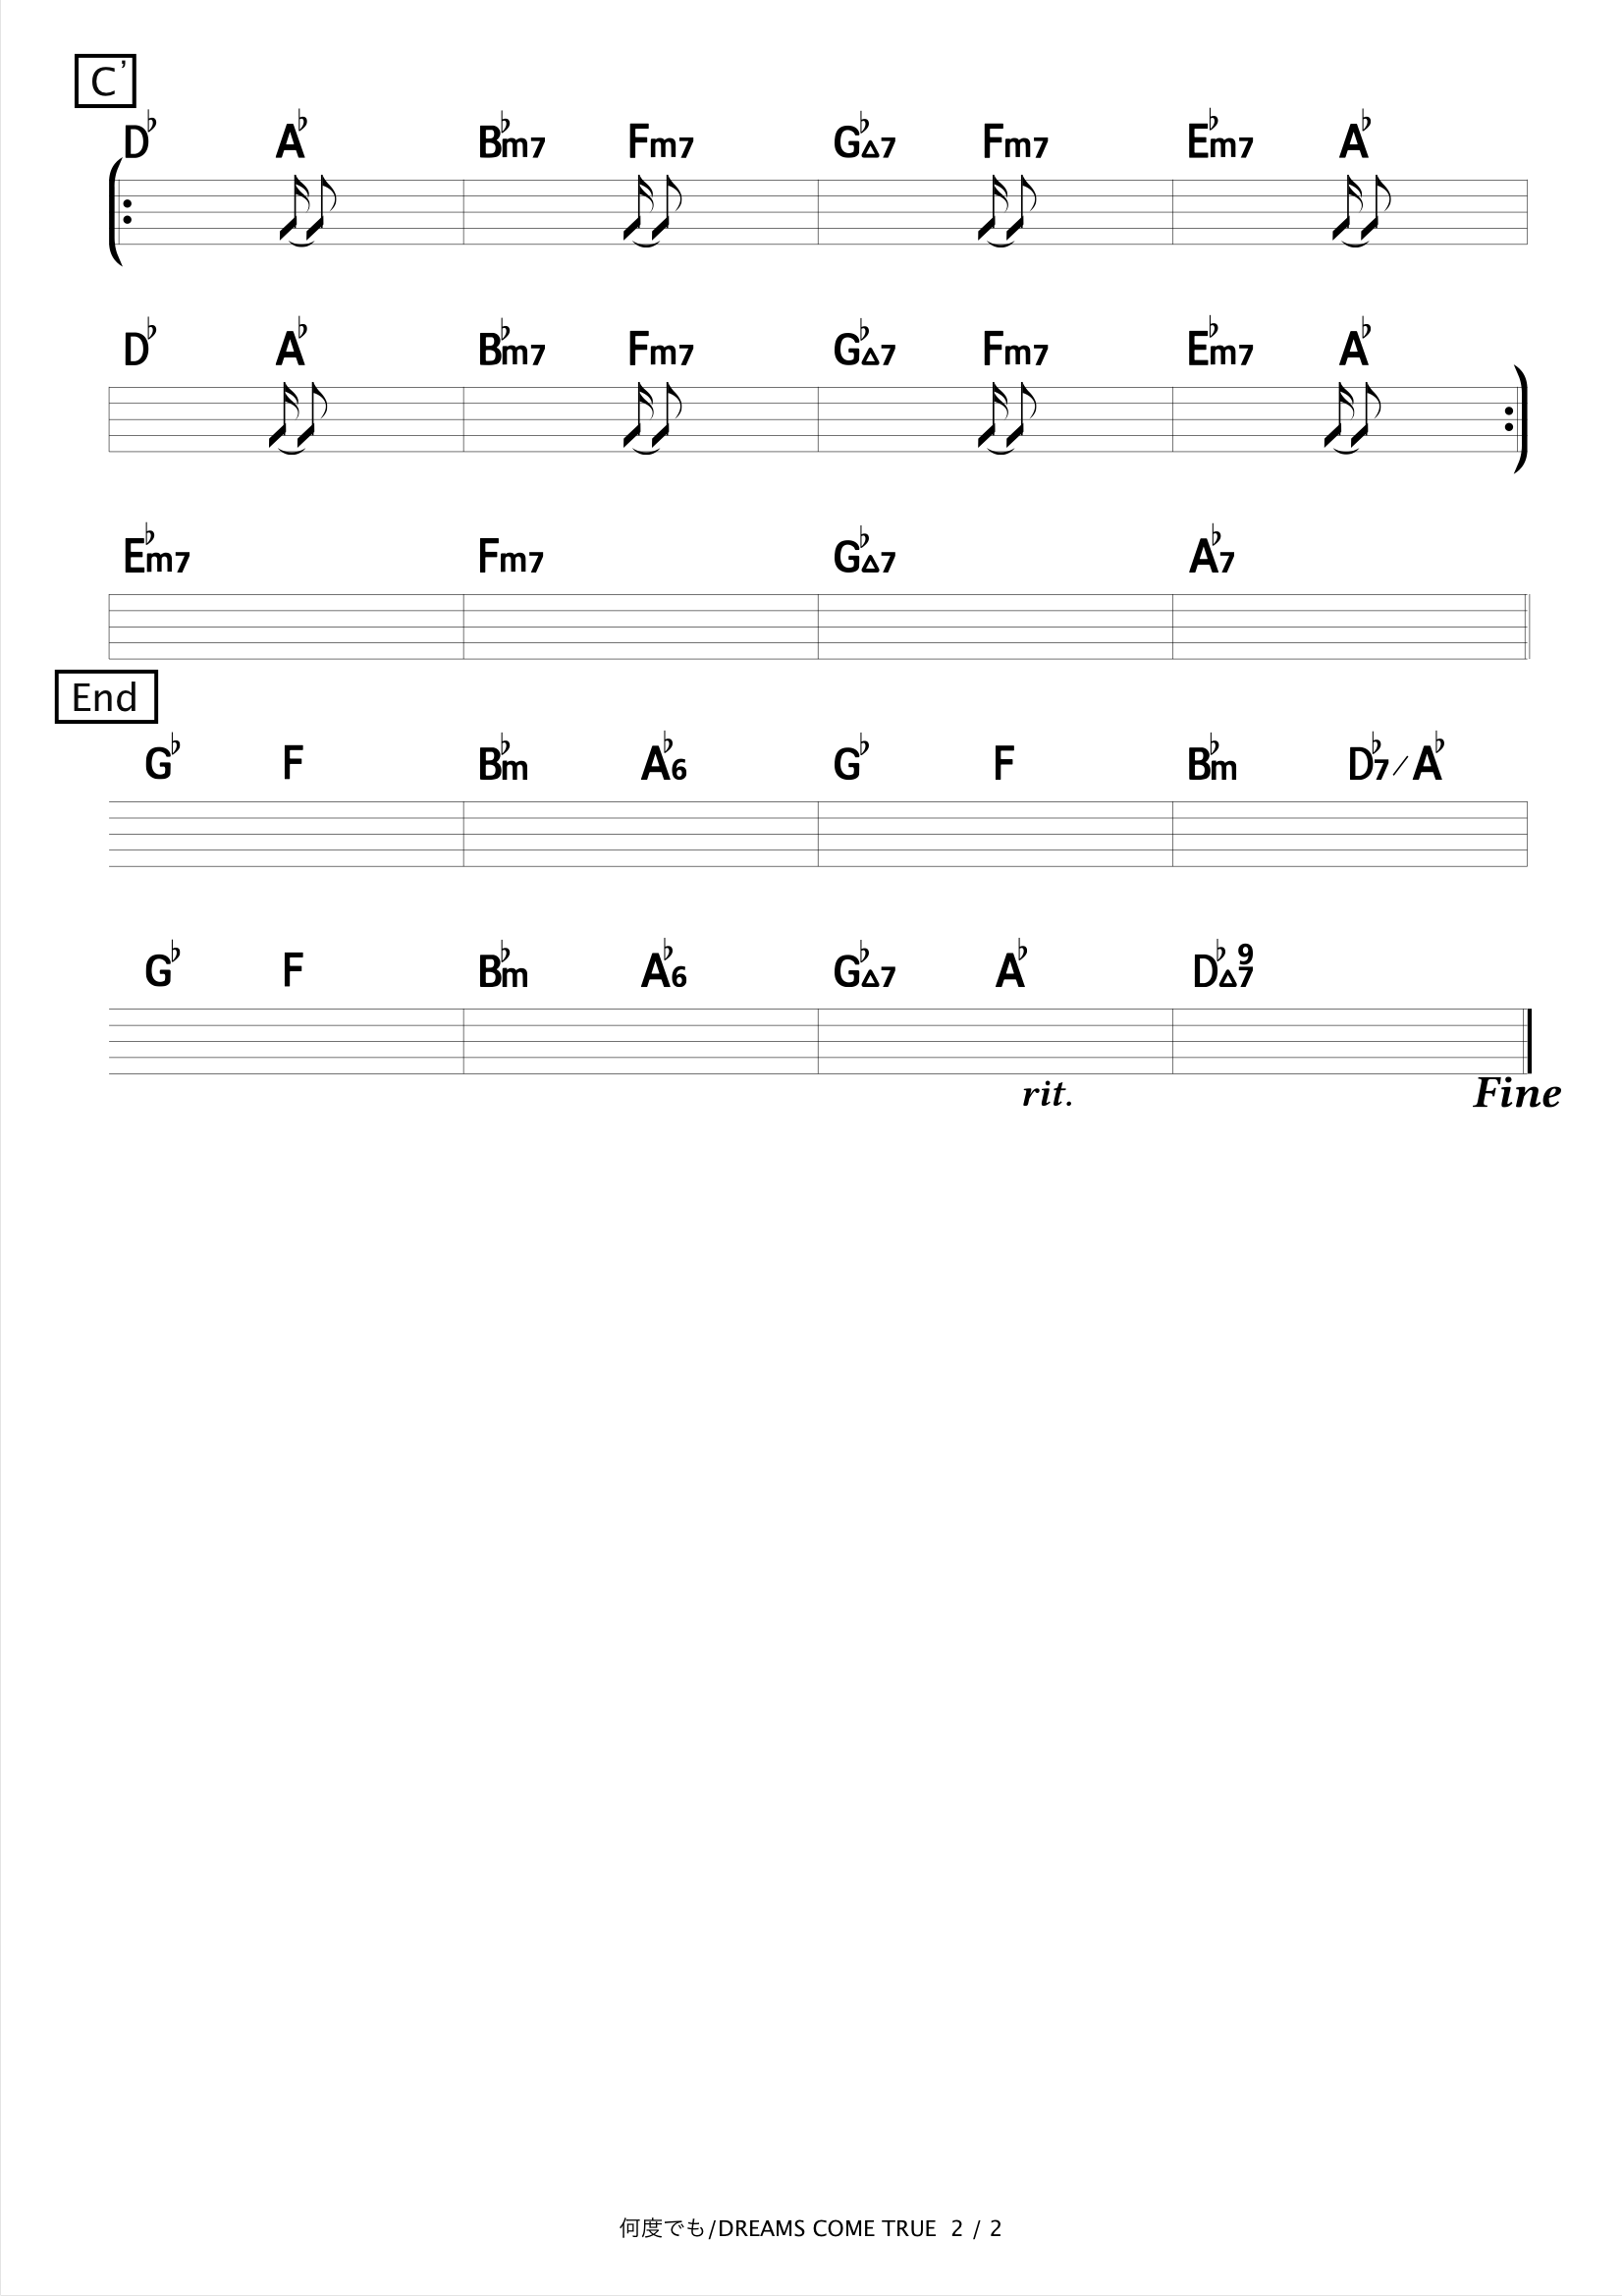 C'
D♭ A♭ B♭m7 Fm7 G♭△7 Fm7 E♭m7 A♭
D♭ A♭ B♭m7 Fm7 G♭△7 Fm7 E♭m7 A♭
E♭m7 Fm7 G♭△7 A♭7
End
G♭ F B♭m A♭6 G♭ F B♭m D♭7/A♭
G♭ F B♭m A♭6 G♭△7 A♭ D♭△7 9
rit. Fine
何度でも/DREAMS COME TRUE 2 / 2